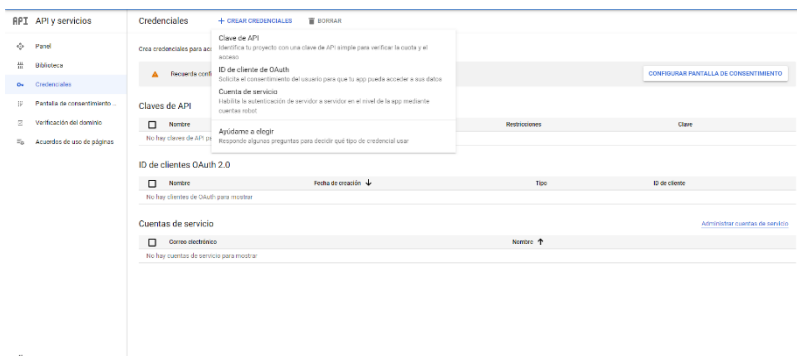 API API y servicios
Panel
Biblioteca
Credenciales
Pantalla de consentimiento ...
Verificación del dominio
Acuerdos de uso de páginas
Credenciales + CREAR CREDENCIALES BORRAR
Crea credenciales para ac
Recuerda conf
CONFIGURAR PANTALLA DE CONSENTIMIENTO
Clave de API
Identifica tu proyecto con una clave de API simple para verificar la cuota y el
acceso
ID de cliente de OAuth
Solicita el consentimiento del usuario para que tu app pueda acceder a sus datos
Cuenta de servicio
Habilita la autenticación de servidor a servidor en el nivel de la app mediante
cuentas robot
Ayúdame a elegir
Responde algunas preguntas para decidir qué tipo de credencial usar
Claves de API
Nombre Restricciones Clave
No hay claves de API pa
ID de clientes OAuth 2.0
Nombre Fecha de creación Tipo ID de cliente
No hay clientes de OAuth para mostrar
Cuentas de servicio Administrar cuentas de servicio
Correo electrónico Nombre
No hay cuentas de servicio para mostrar